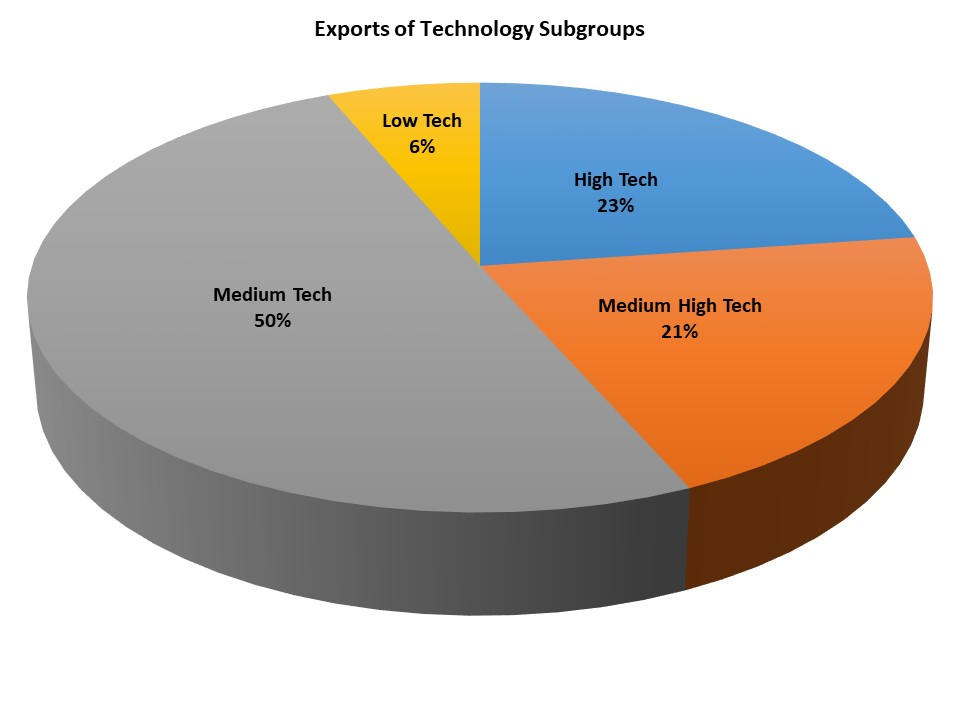 Exports of Technology Subgroups
Low Tech
6%
High Tech
23%
Medium Tech
50%
Medium High Tech
21%